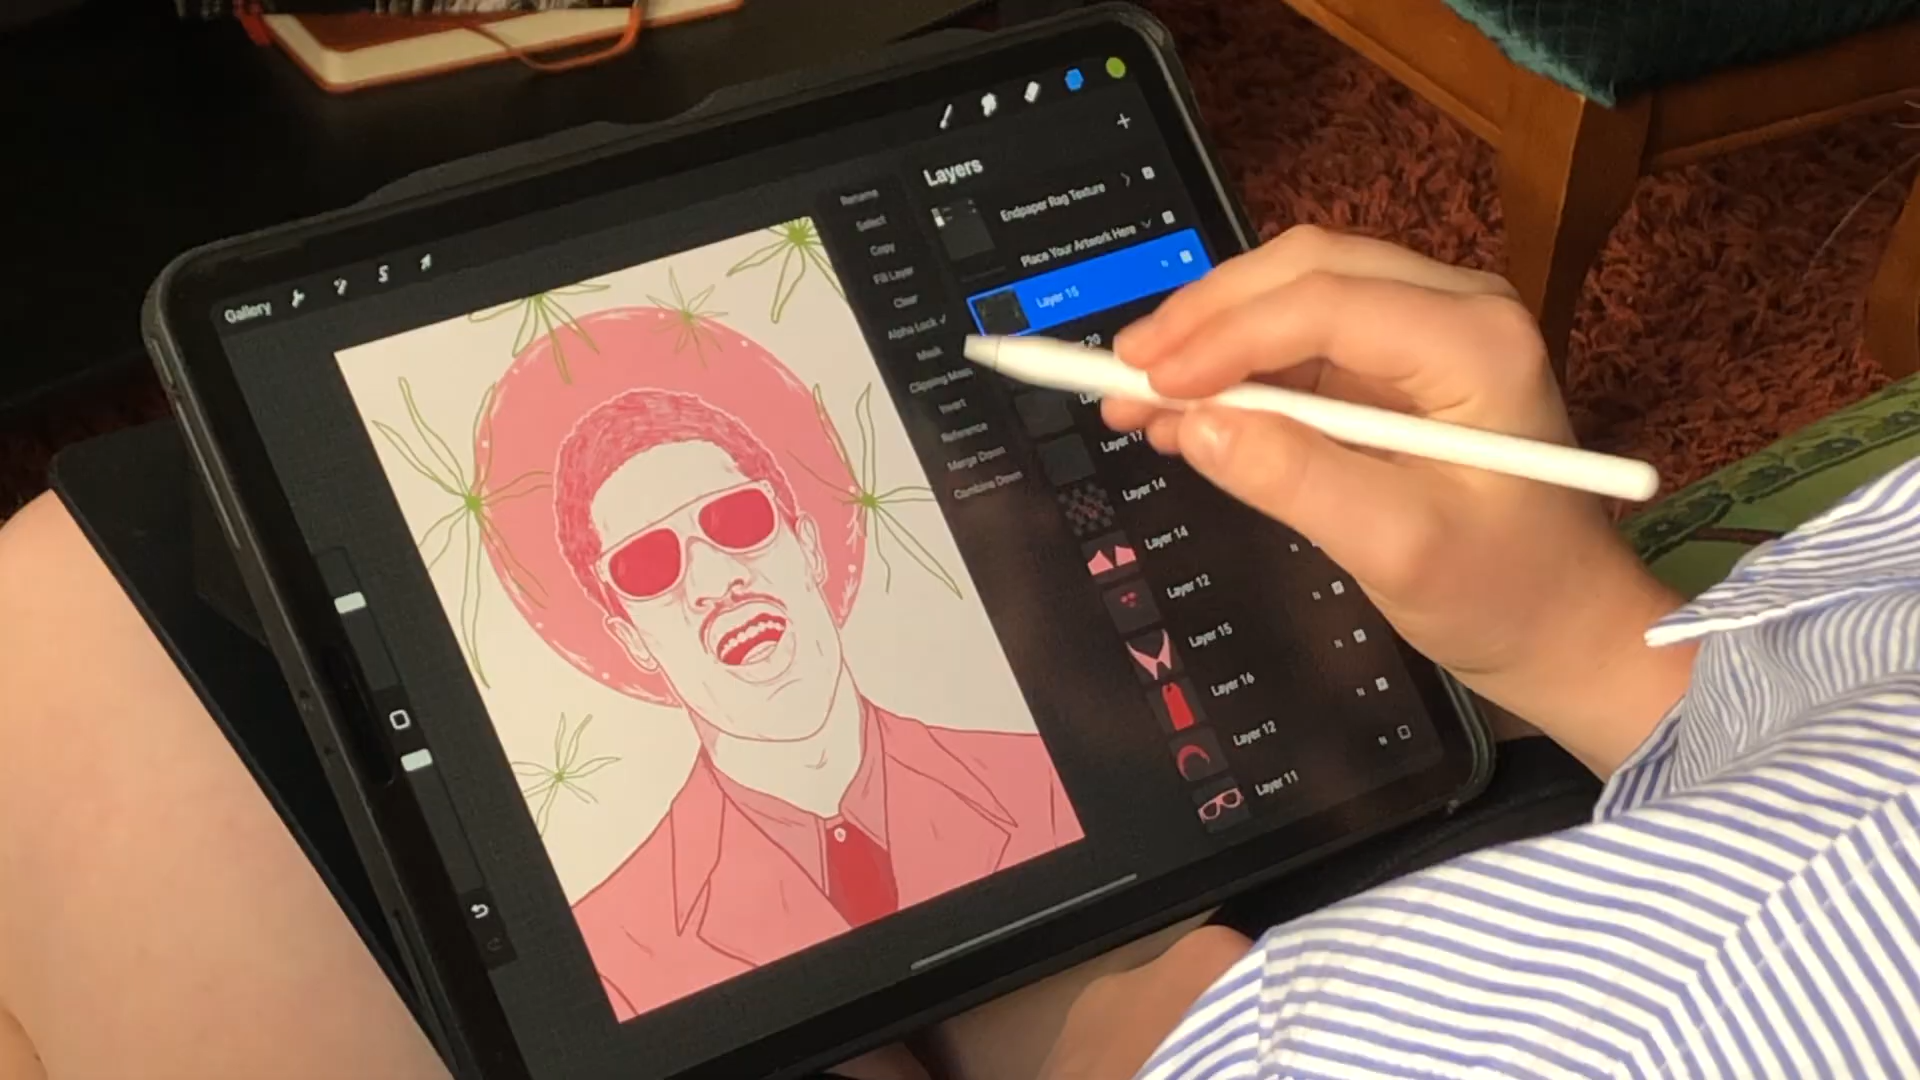 Gallery
Rename
Select
Copy
Fill Layer
Clear
Alpha Lock ✓
Mask
Clipping Mask
Invert
Reference
Merge Down
Combine Down
Layers
Endpaper Rag Texture
Place Your Artwork Here
Layer 15
N
20
Layer 17
Layer 14
Layer 14
N
Layer 12
N
Layer 15
N
Layer 16
N
Layer 12
N
Layer 11